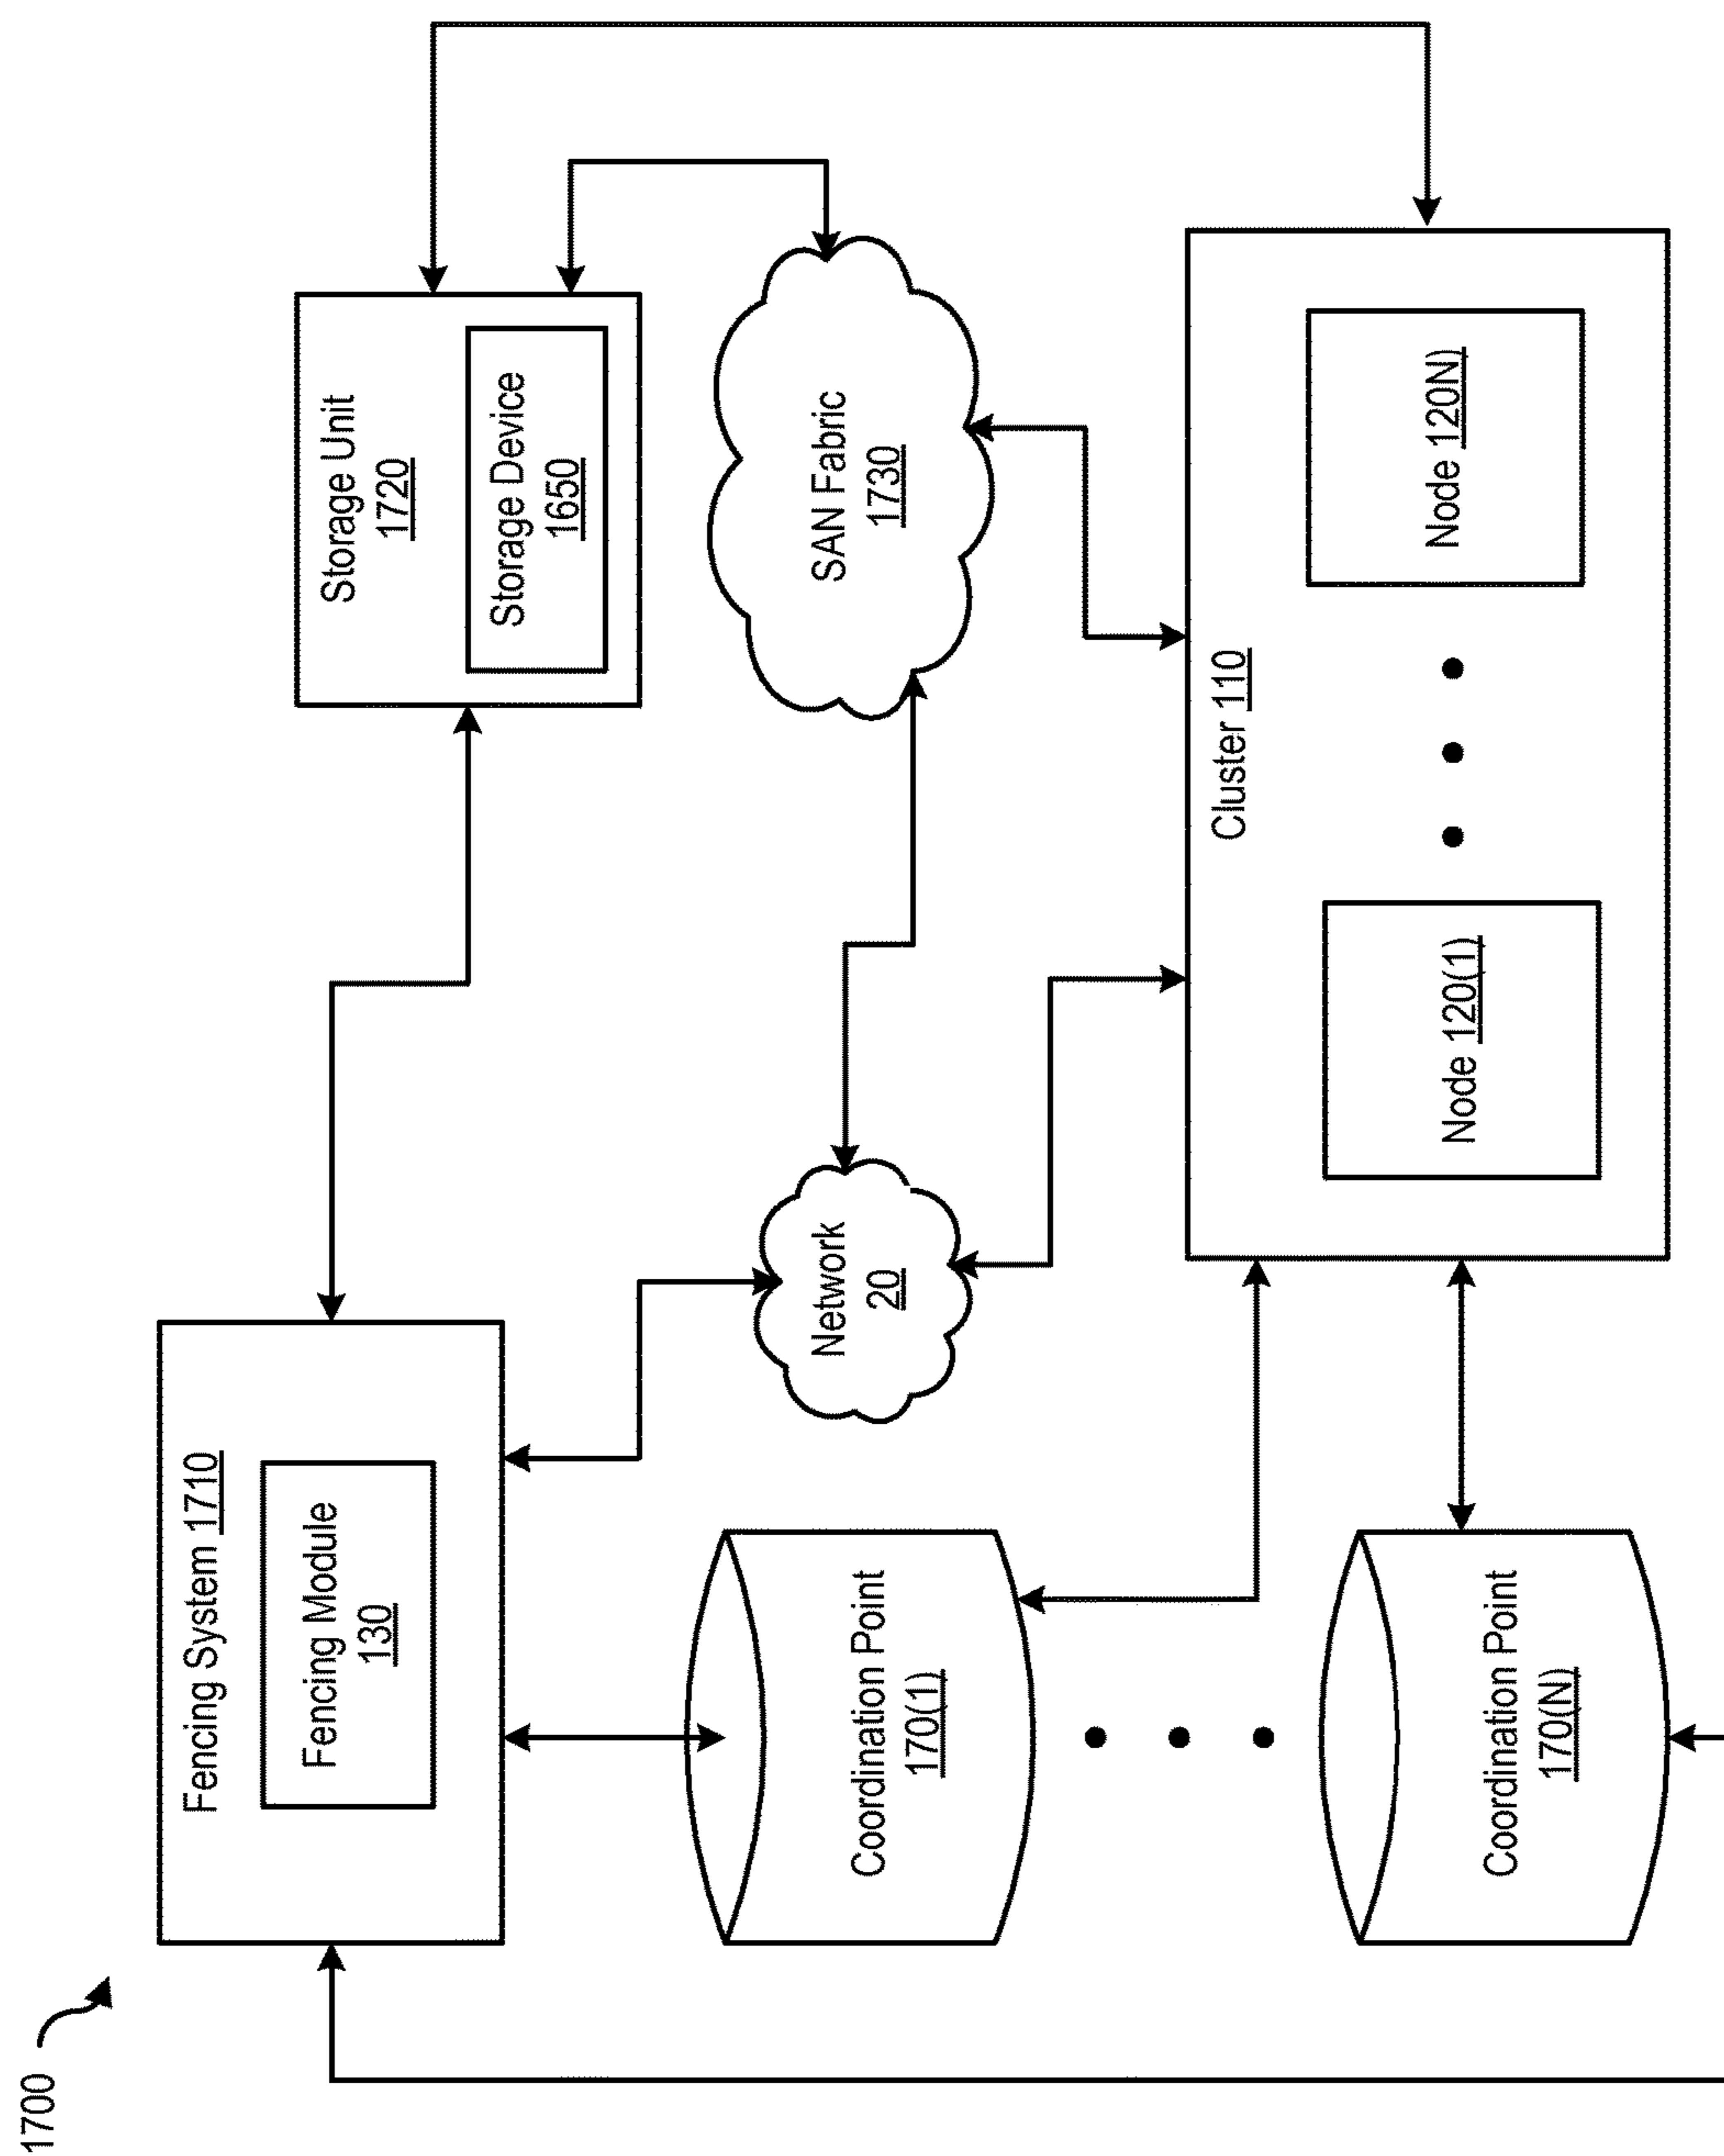 1700
Fencing System 1710
Fencing Module
130
Storage Unit
1720
Storage Device
1650
Network
20
SAN Fabric
1730
Coordination Point
170(1)
Coordination Point
170(N)
Cluster 110
Node 120(1)
Node 120N)